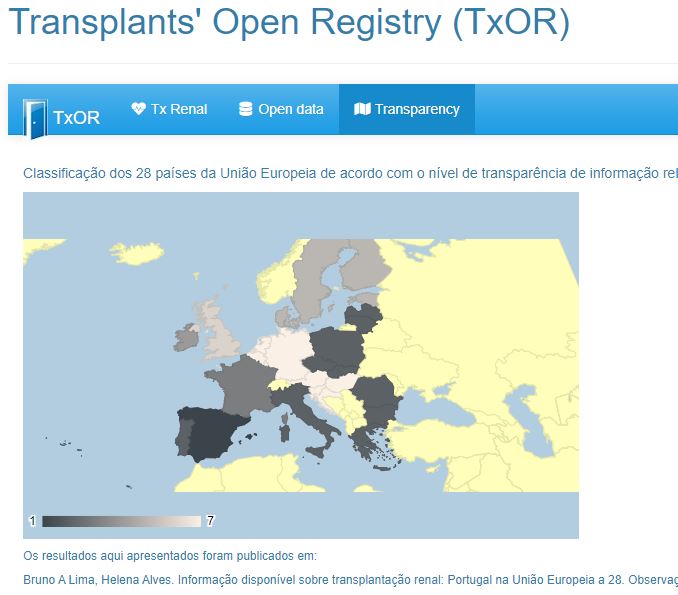 Transplants' Open Registry (TxOR)
TxOR Tx Renal Open data Transparency
Classificação dos 28 países da União Europeia de acordo com o nível de transparência de informação
1 7
Os resultados aqui apresentados foram publicados em:
Bruno A Lima, Helena Alves. Informação disponível sobre transplantação renal: Portugal na União Europeia a 28.